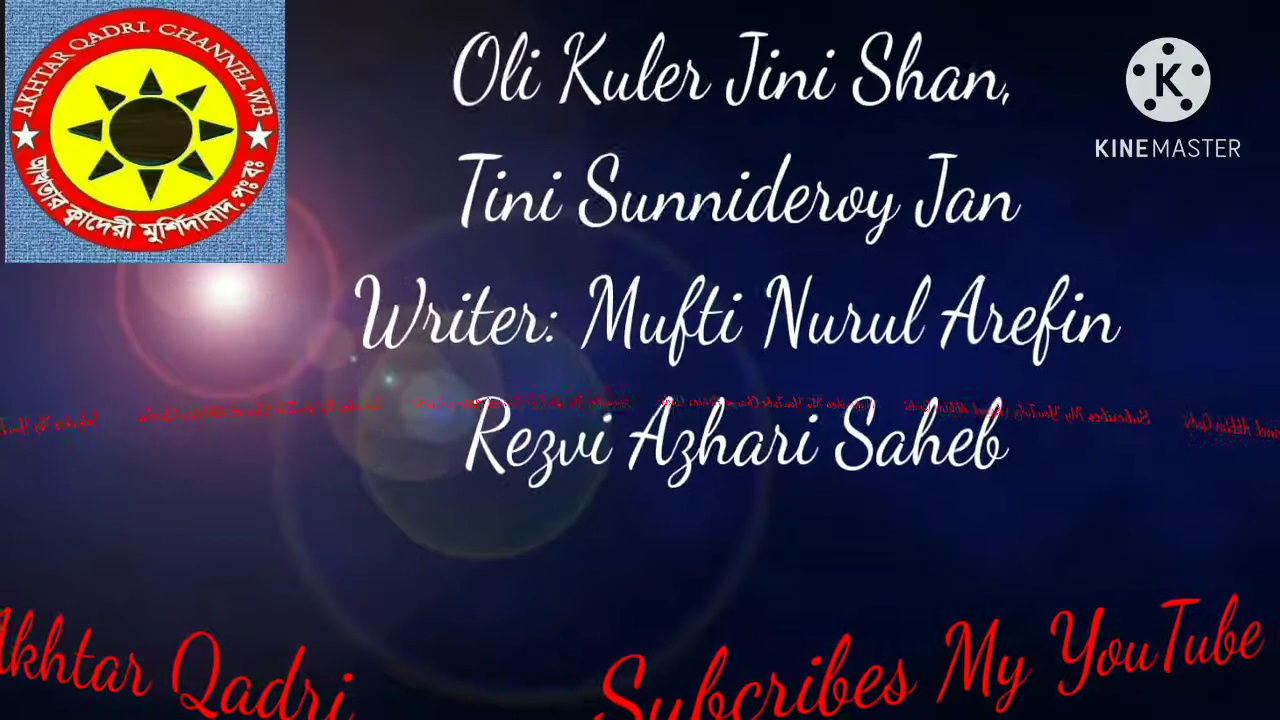 AKHTAR QADRI. CHANNEL. W.B
আখতার ক্বাদেরী মুর্শিদাবাদ.পঃ বঃ
KINEMASTER
Oli Kuler Jini Shan,
Tini Sunnideroy Jan
Writer: Mufti Nurul Arefin
Rezvi Azhari Saheb
Akhtar Qadri
Subcribes My YouTube